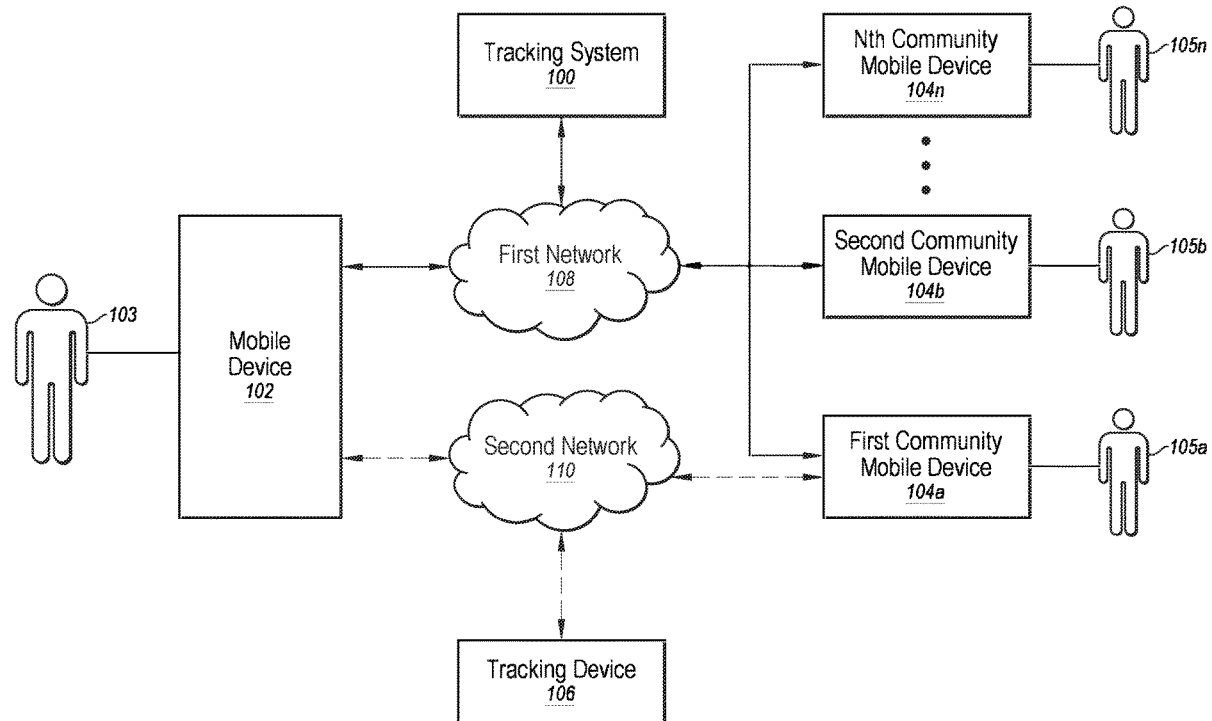 Tracking System
100
Nth Community
Mobile Device
104n
105n
First Network
108
Second Community
Mobile Device
104b
105b
103
Mobile
Device
102
Second Network
110
First Community
Mobile Device
104a
105a
Tracking Device
106